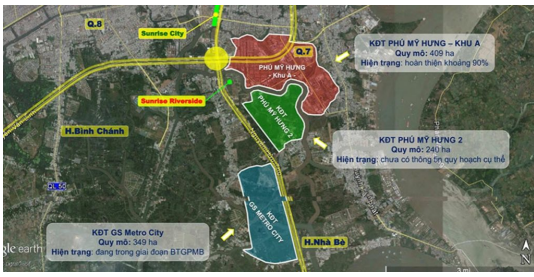 Q.8
Sunrise City
Q.7
KĐT PHÚ MỸ HƯNG – KHU A
Quy mô: 409 ha
Hiện trạng: hoàn thiện khoảng 90%
PHÚ MỸ HƯNG
- Khu A-
Sunrise Riverside
KĐT
PHÚ MỸ HƯNG 2
H.Bình Chánh
KĐT PHÚ MỸ HƯNG 2
Quy mô: 240 ha
Hiện trạng: chưa có thông tin quy hoạch cụ thể
QL 50
KĐT
GS METRO CITY
KĐT GS Metro City
Quy mô: 349 ha
Hiện trạng: đang trong giai đoạn BTGPMB
H.Nhà Bè
google earth
N